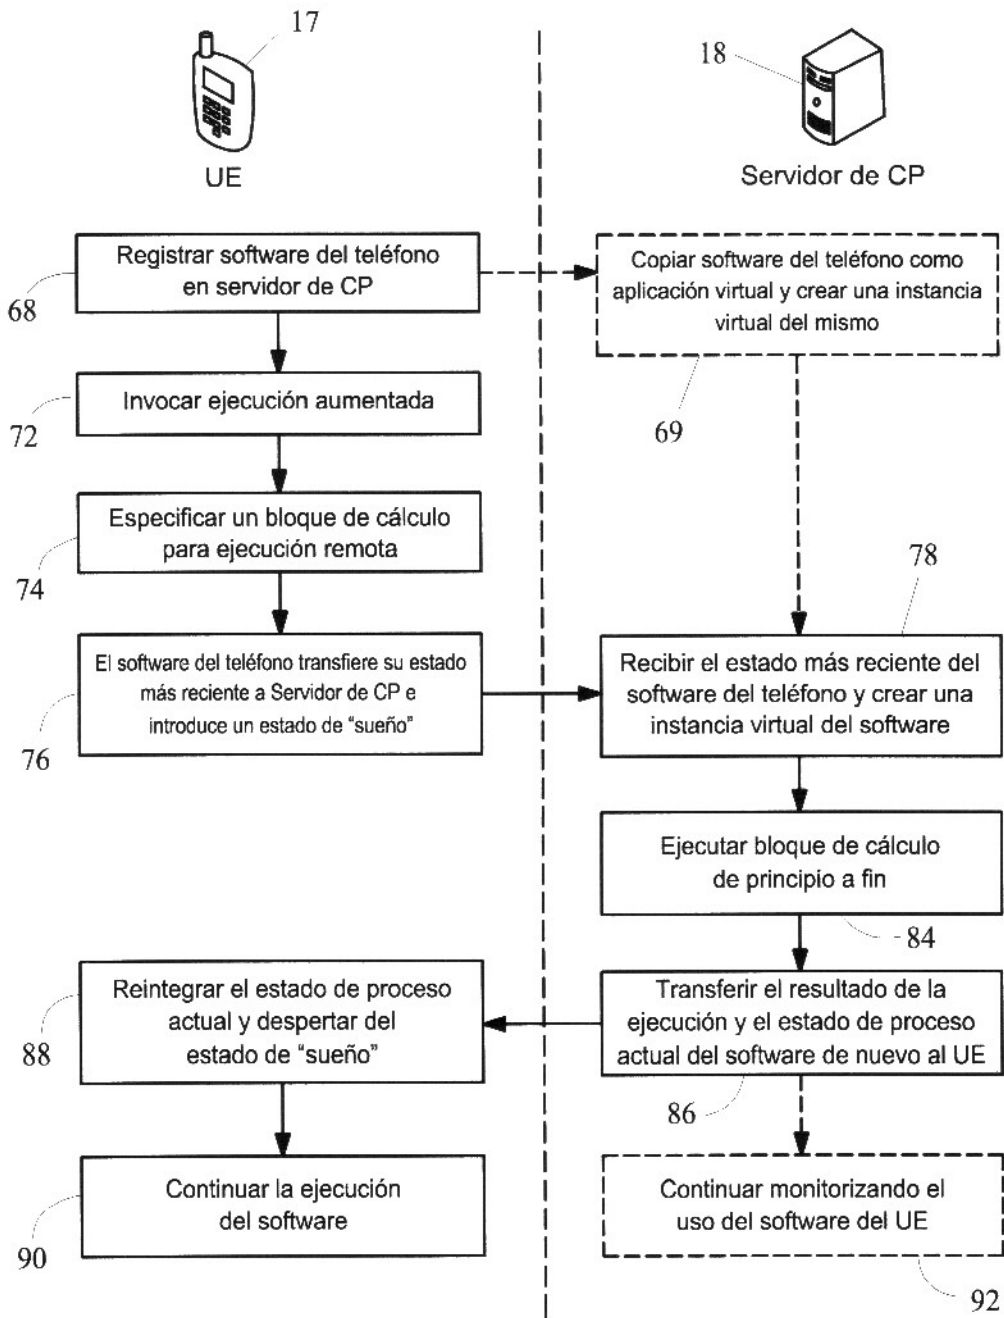 17
UE
18
Servidor de CP
Registrar software del teléfono
en servidor de CP
68
Copiar software del teléfono como
aplicación virtual y crear una instancia
virtual del mismo
69
Invocar ejecución aumentada
72
Especificar un bloque de cálculo
para ejecución remota
74
El software del teléfono transfiere su estado
más reciente a Servidor de CP e
introduce un estado de “sueño”
76
78
Recibir el estado más reciente del
software del teléfono y crear una
instancia virtual del software
Ejecutar bloque de cálculo
de principio a fin
84
Transferir el resultado de la
ejecución y el estado de proceso
actual del software de nuevo al UE
86
Reintegrar el estado de proceso
actual y despertar del
estado de “sueño”
88
Continuar la ejecución
del software
90
Continuar monitorizando el
uso del software del UE
92